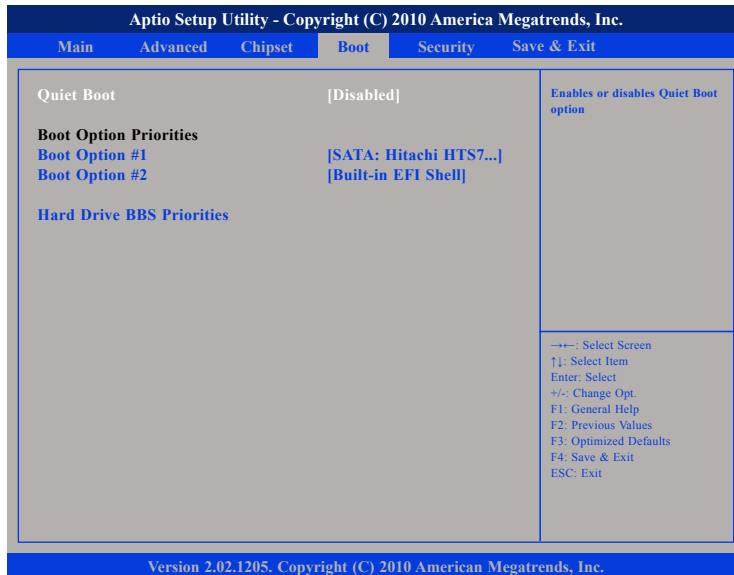 Aptio Setup Utility - Copyright (C) 2010 America Megatrends, Inc.
Main Advanced Chipset Boot Security Save & Exit
Quiet Boot [Disabled]
Boot Option Priorities
Boot Option #1 [SATA: Hitachi HTS7...]
Boot Option #2 [Built-in EFI Shell]
Hard Drive BBS Priorities
Enables or disables Quiet Boot
option
→←: Select Screen
↑↓: Select Item
Enter: Select
+/-: Change Opt.
F1: General Help
F2: Previous Values
F3: Optimized Defaults
F4: Save & Exit
ESC: Exit
Version 2.02.1205. Copyright (C) 2010 American Megatrends, Inc.